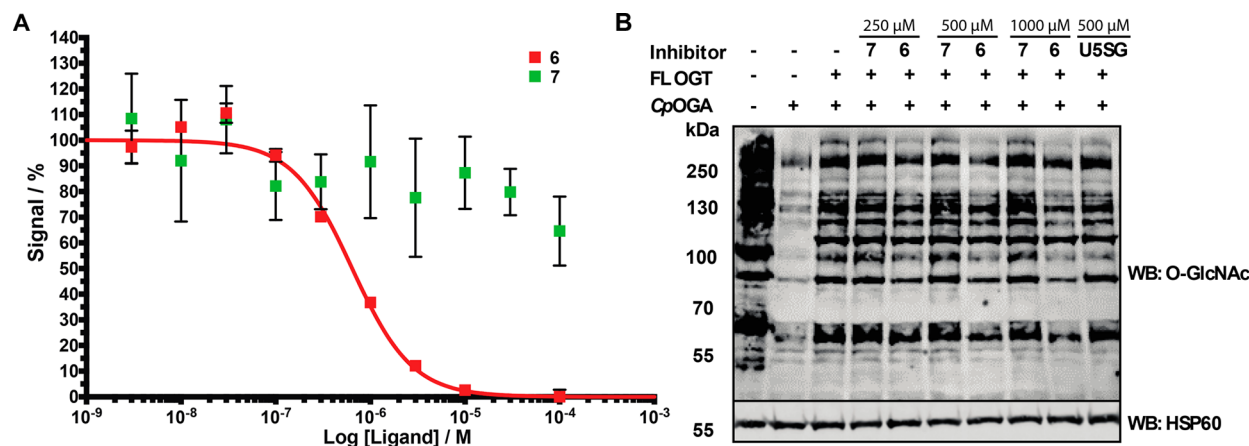 A
Signal / %
140
130
120
110
100
90
80
70
60
50
40
30
20
10
0
10-9
10-8
10-7
10-6
10-5
10-4
10-3
Log [Ligand] / M
6
7
B
250 µM 500 µM 1000 µM 500 µM
Inhibitor - - - 7 6 7 6 7 6 U5SG
FLOGT - - + + + + + + + +
CpOGA - + + + + + + + + +
kDa
250
130
100
70
55
WB: O-GlcNAc
55
WB: HSP60